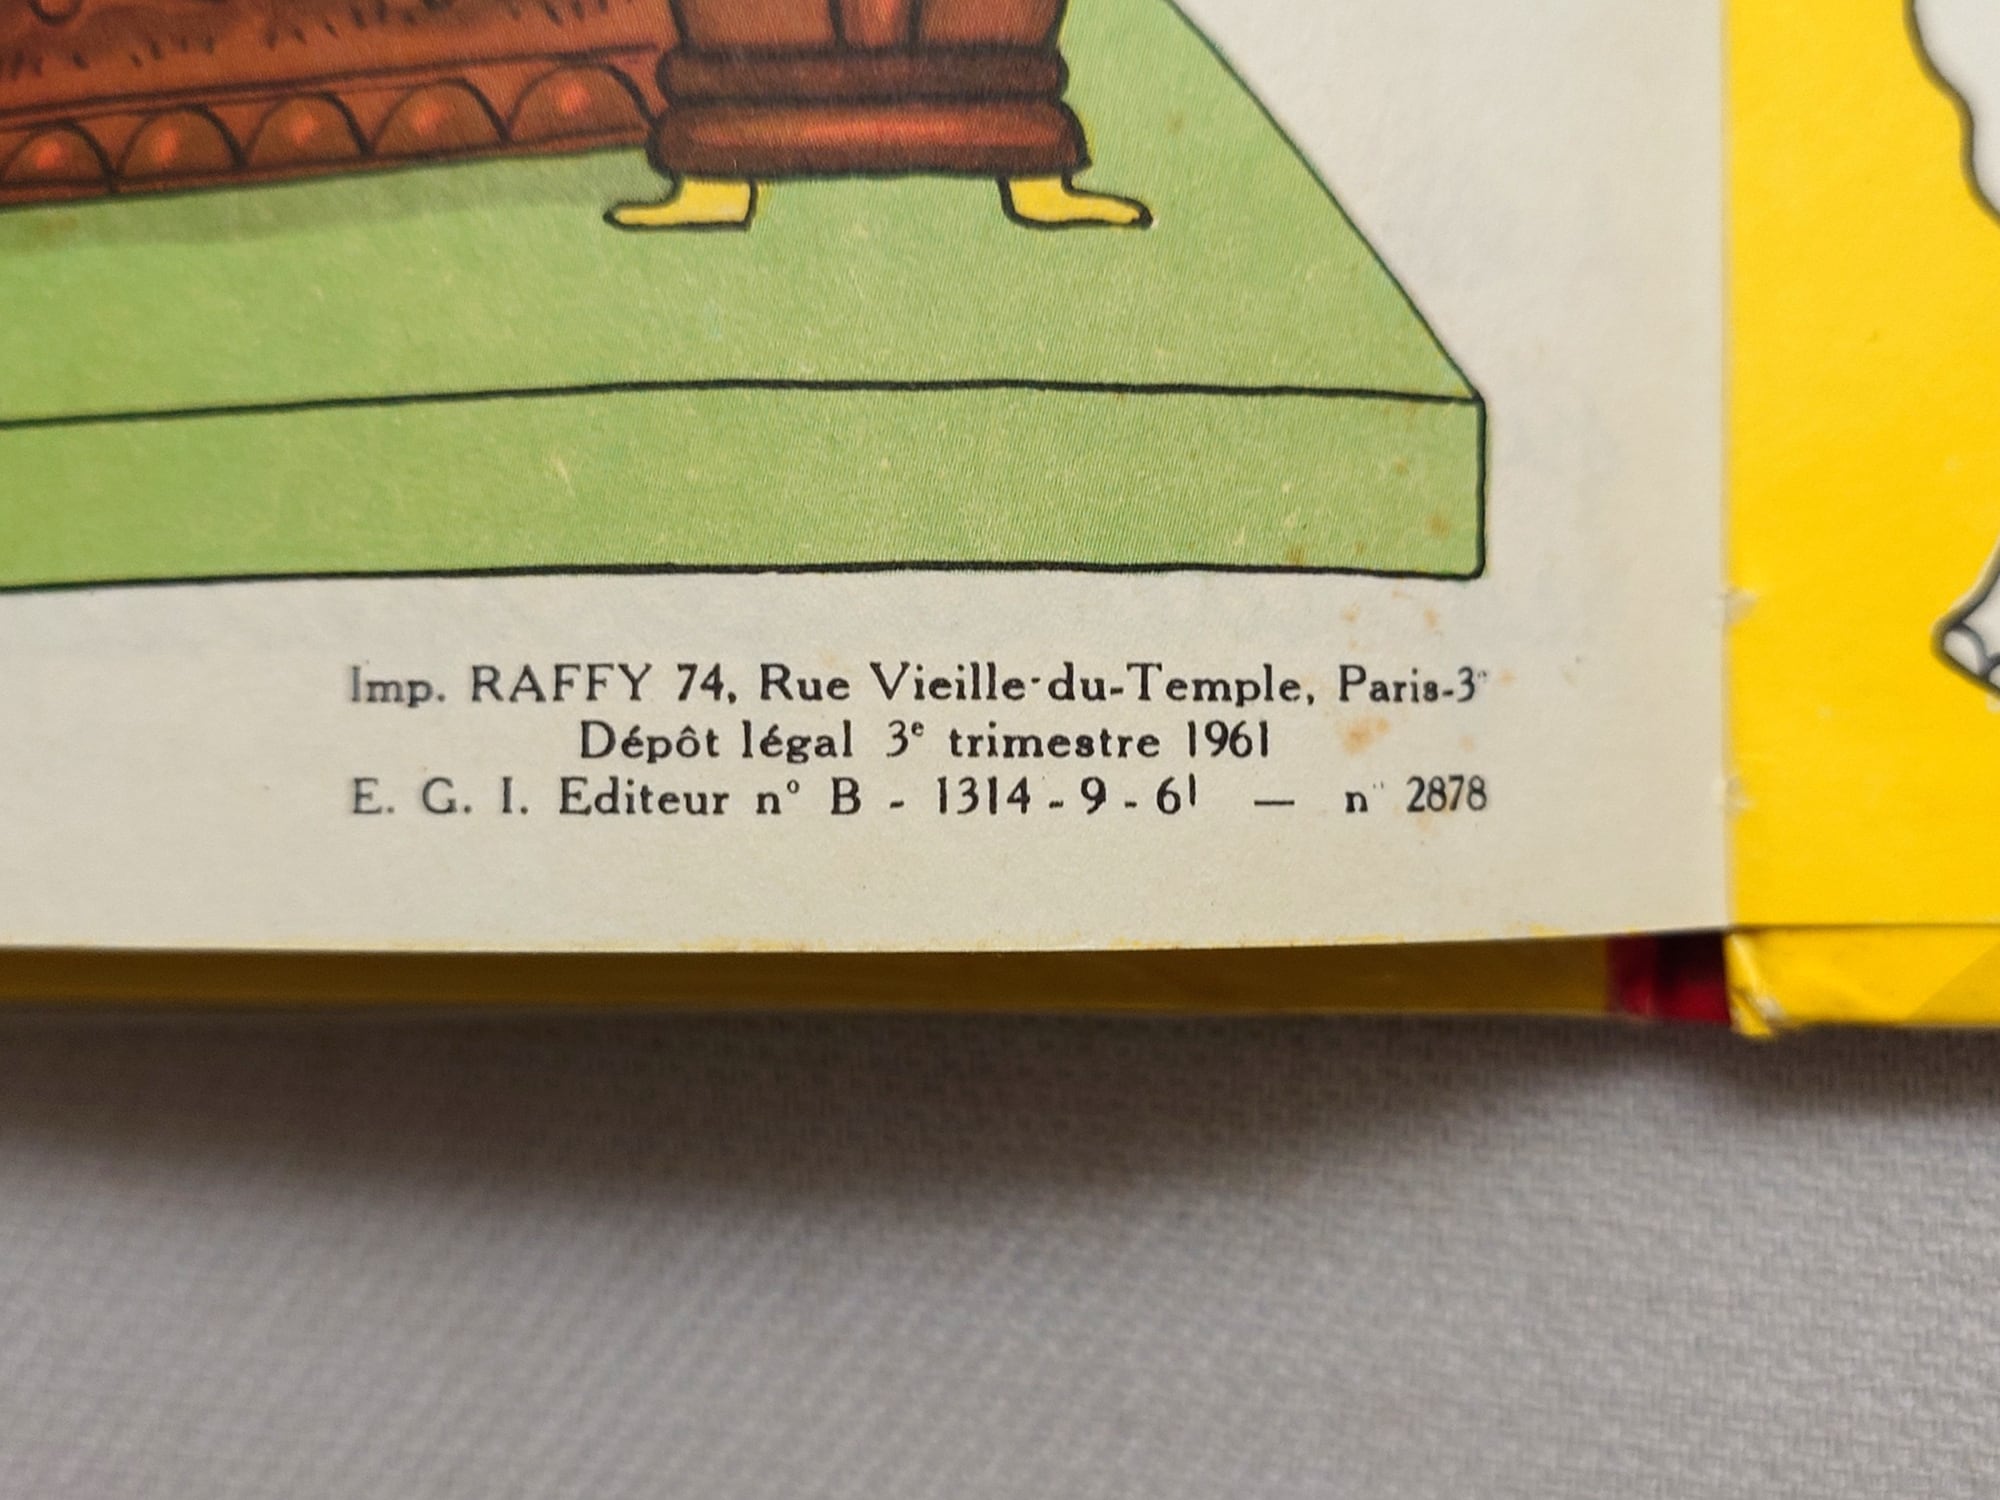 Imp. RAFFY 74, Rue Vieille-du-Temple, Paris-3e
Dépôt légal 3e trimestre 1961
E. G. I. Editeur n° B - 1314 - 9 - 61 — n° 2878